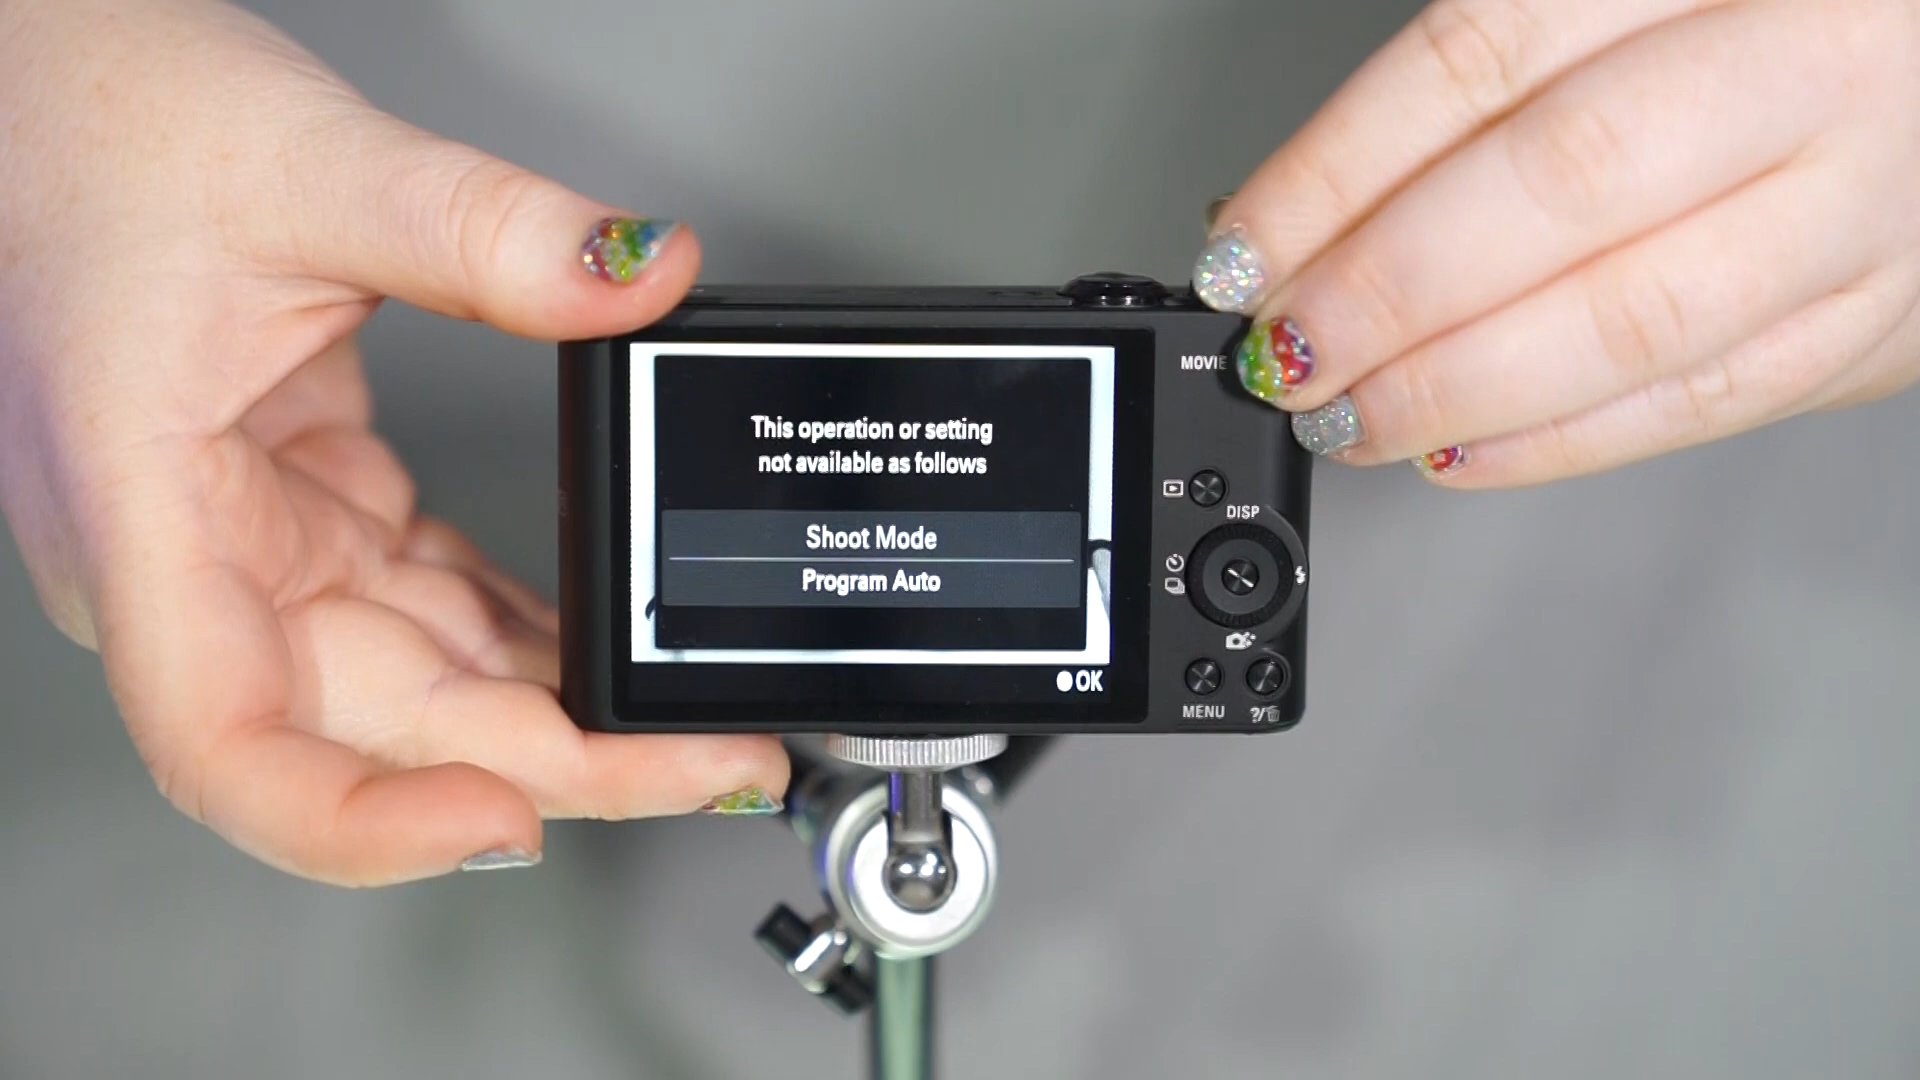 This operation or setting
not available as follows
Shoot Mode
Program Auto
OK
MOVIE
DISP
MENU
?/